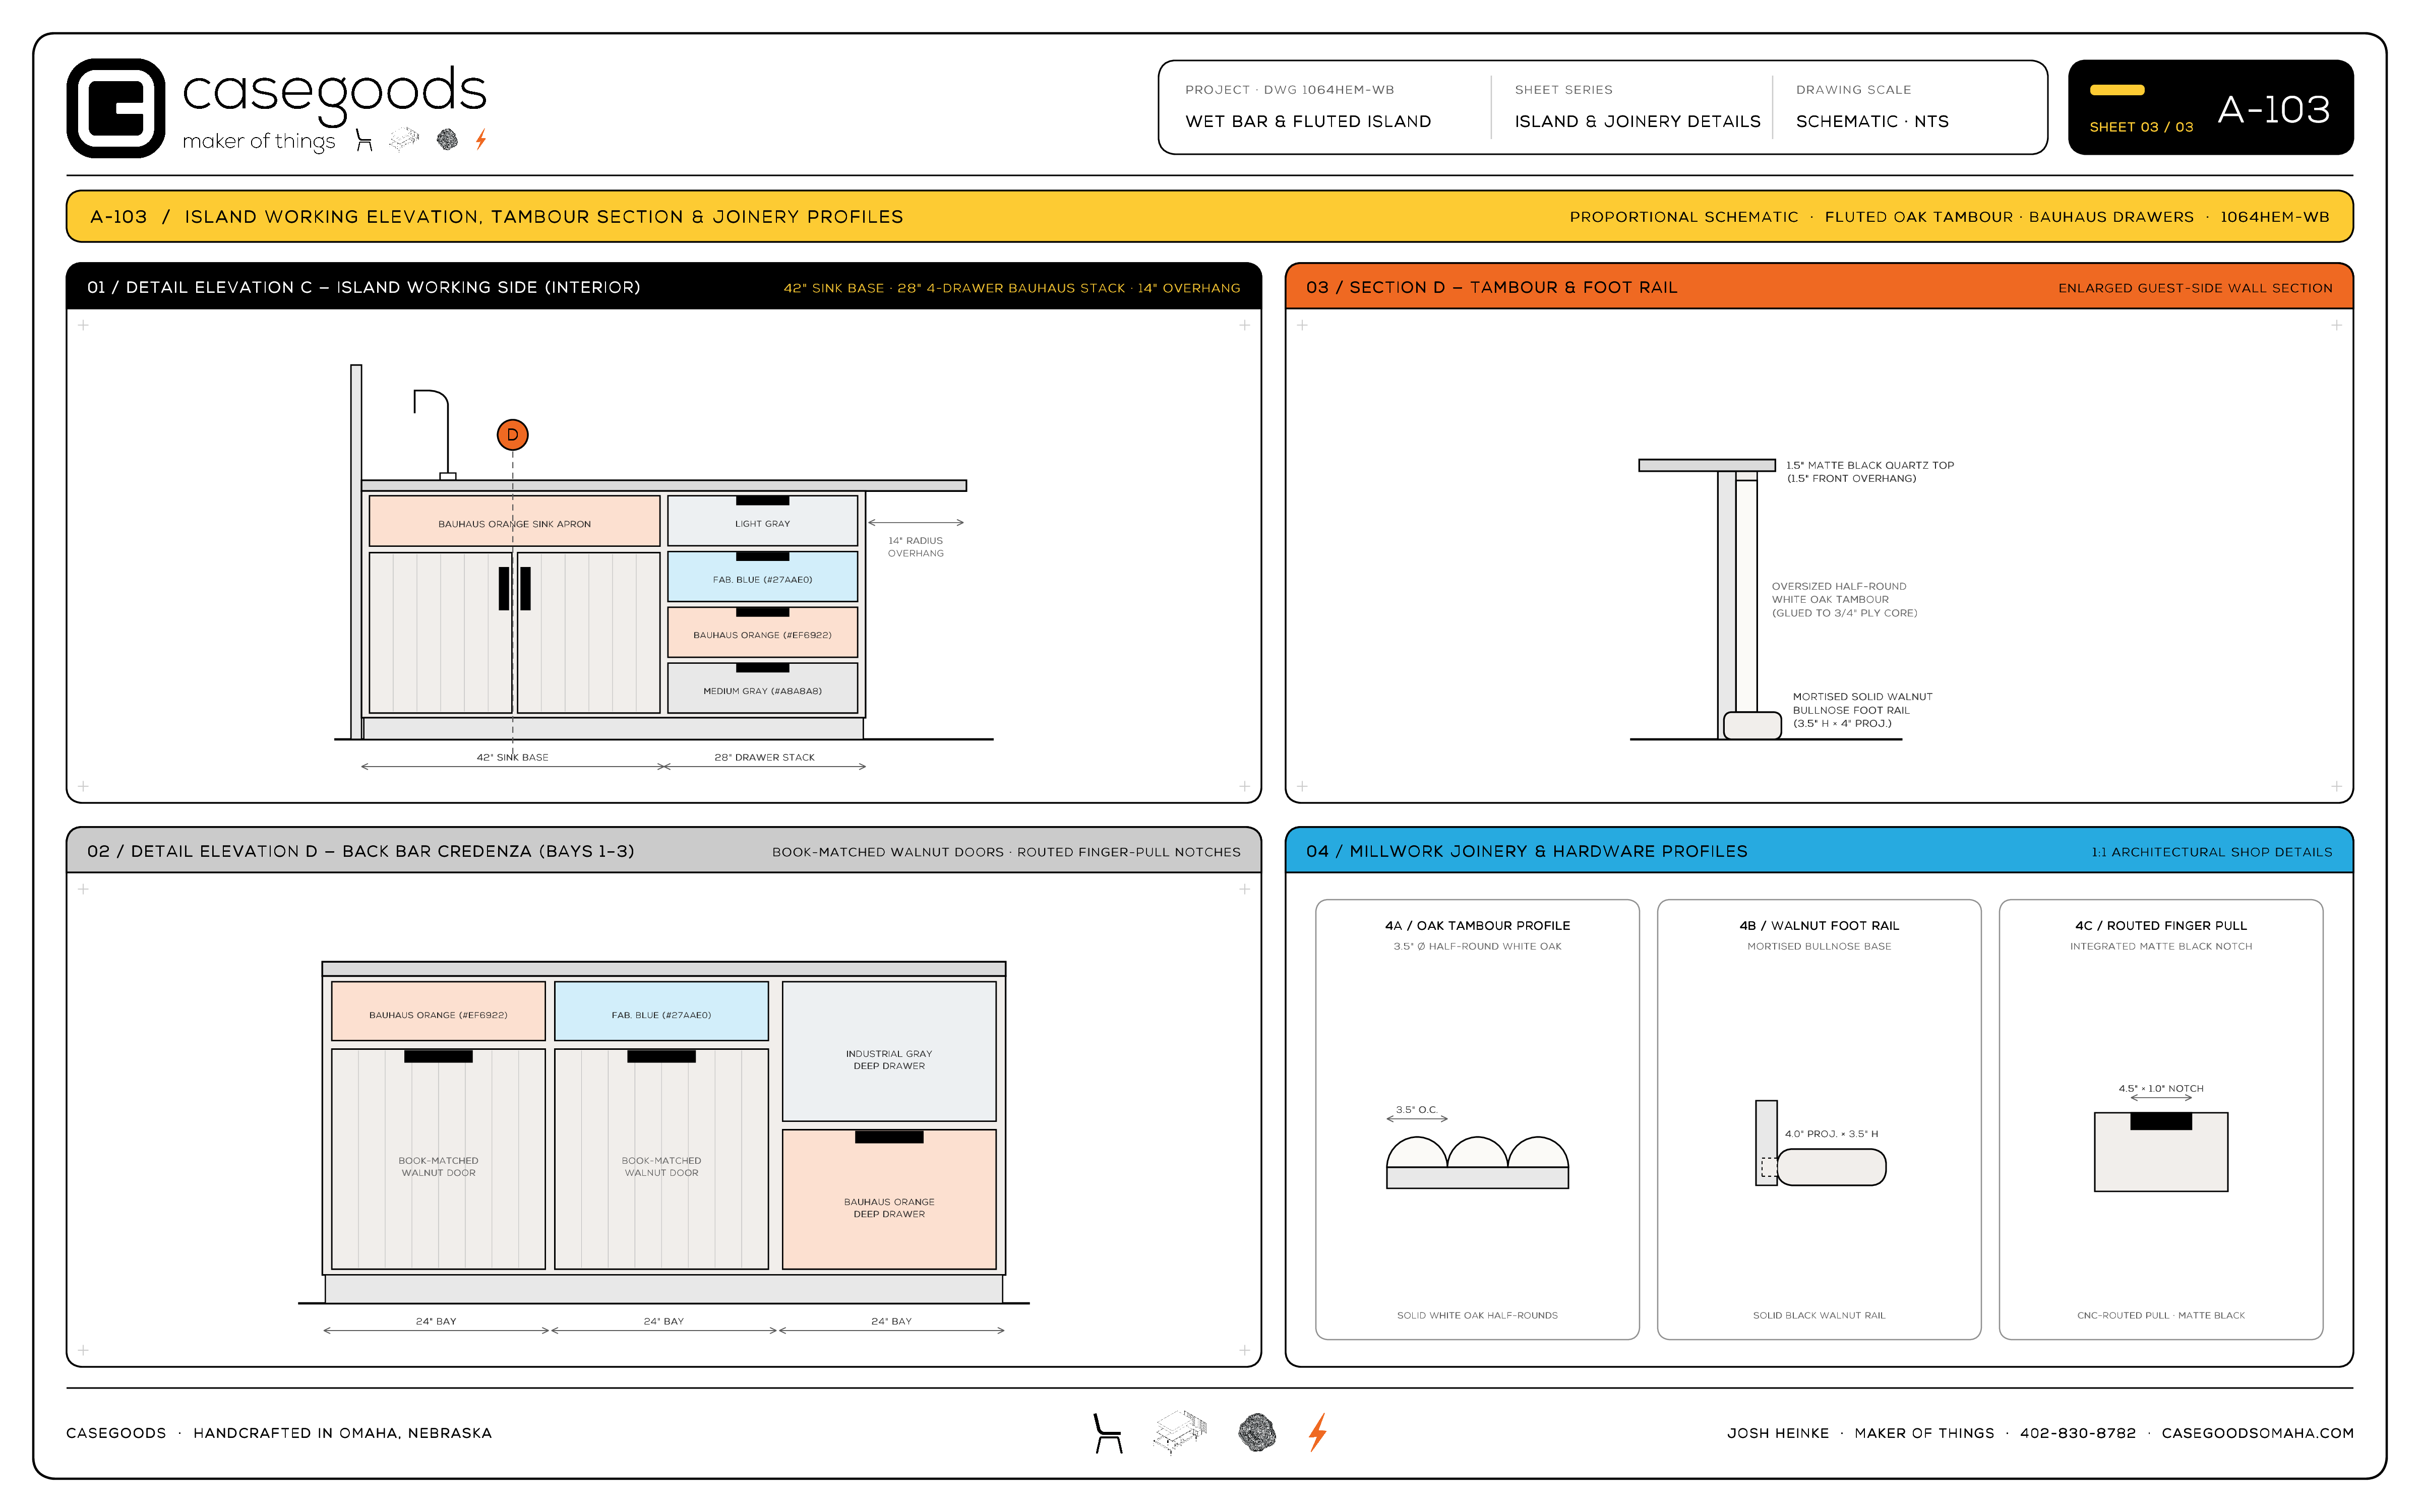 casegoods
maker of things
PROJECT · DWG 1064HEM-WB
WET BAR & FLUTED ISLAND
SHEET SERIES
ISLAND & JOINERY DETAILS
DRAWING SCALE
SCHEMATIC · NTS
SHEET 03 / 03
A-103
A-103 / ISLAND WORKING ELEVATION, TAMBOUR SECTION & JOINERY PROFILES
PROPORTIONAL SCHEMATIC · FLUTED OAK TAMBOUR · BAUHAUS DRAWERS · 1064HEM-WB
01 / DETAIL ELEVATION C – ISLAND WORKING SIDE (INTERIOR)
42" SINK BASE · 28" 4-DRAWER BAUHAUS STACK · 14" OVERHANG
D
BAUHAUS ORANGE SINK APRON
LIGHT GRAY
14" RADIUS
OVERHANG
FAB. BLUE (#27AAE0)
BAUHAUS ORANGE (#EF6922)
MEDIUM GRAY (#A8A8A8)
42" SINK BASE
28" DRAWER STACK
03 / SECTION D – TAMBOUR & FOOT RAIL
ENLARGED GUEST-SIDE WALL SECTION
1.5" MATTE BLACK QUARTZ TOP
(1.5" FRONT OVERHANG)
OVERSIZED HALF-ROUND
WHITE OAK TAMBOUR
(GLUED TO 3/4" PLY CORE)
MORTISED SOLID WALNUT
BULLNOSE FOOT RAIL
(3.5" H × 4" PROJ.)
02 / DETAIL ELEVATION D – BACK BAR CREDENZA (BAYS 1-3)
BOOK-MATCHED WALNUT DOORS · ROUTED FINGER-PULL NOTCHES
BAUHAUS ORANGE (#EF6922)
FAB. BLUE (#27AAE0)
INDUSTRIAL GRAY
DEEP DRAWER
BOOK-MATCHED
WALNUT DOOR
BOOK-MATCHED
WALNUT DOOR
BAUHAUS ORANGE
DEEP DRAWER
24" BAY
24" BAY
24" BAY
04 / MILLWORK JOINERY & HARDWARE PROFILES
1:1 ARCHITECTURAL SHOP DETAILS
4A / OAK TAMBOUR PROFILE
3.5" Ø HALF-ROUND WHITE OAK
3.5" O.C.
SOLID WHITE OAK HALF-ROUNDS
4B / WALNUT FOOT RAIL
MORTISED BULLNOSE BASE
4.0" PROJ. × 3.5" H
SOLID BLACK WALNUT RAIL
4C / ROUTED FINGER PULL
INTEGRATED MATTE BLACK NOTCH
4.5" × 1.0" NOTCH
CNC-ROUTED PULL · MATTE BLACK
CASEGOODS · HANDCRAFTED IN OMAHA, NEBRASKA
JOSH HEINKE · MAKER OF THINGS · 402-830-8782 · CASEGOODSOMAHA.COM